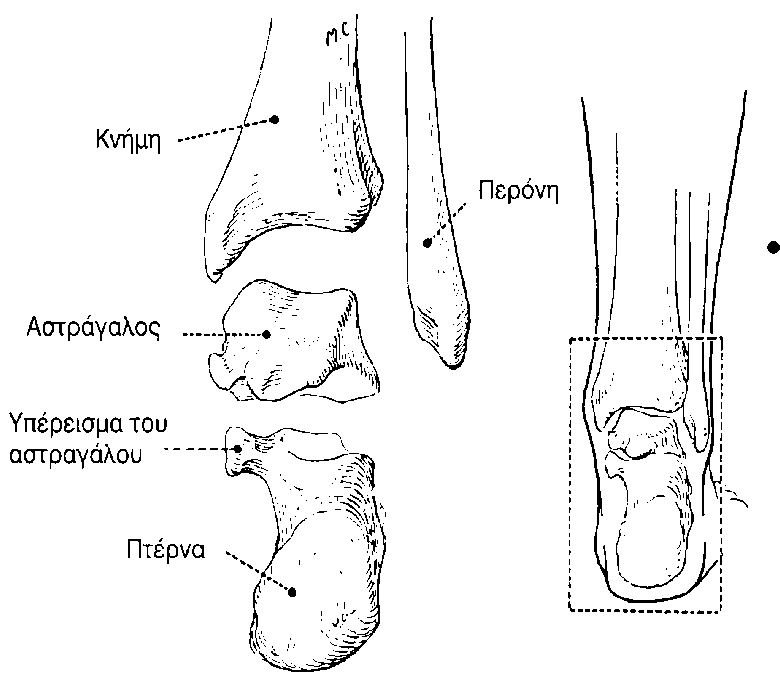 M.C
Κνήμη
Περόνη
Αστράγαλος
Υπέρεισμα του
αστραγάλου
Πτέρνα